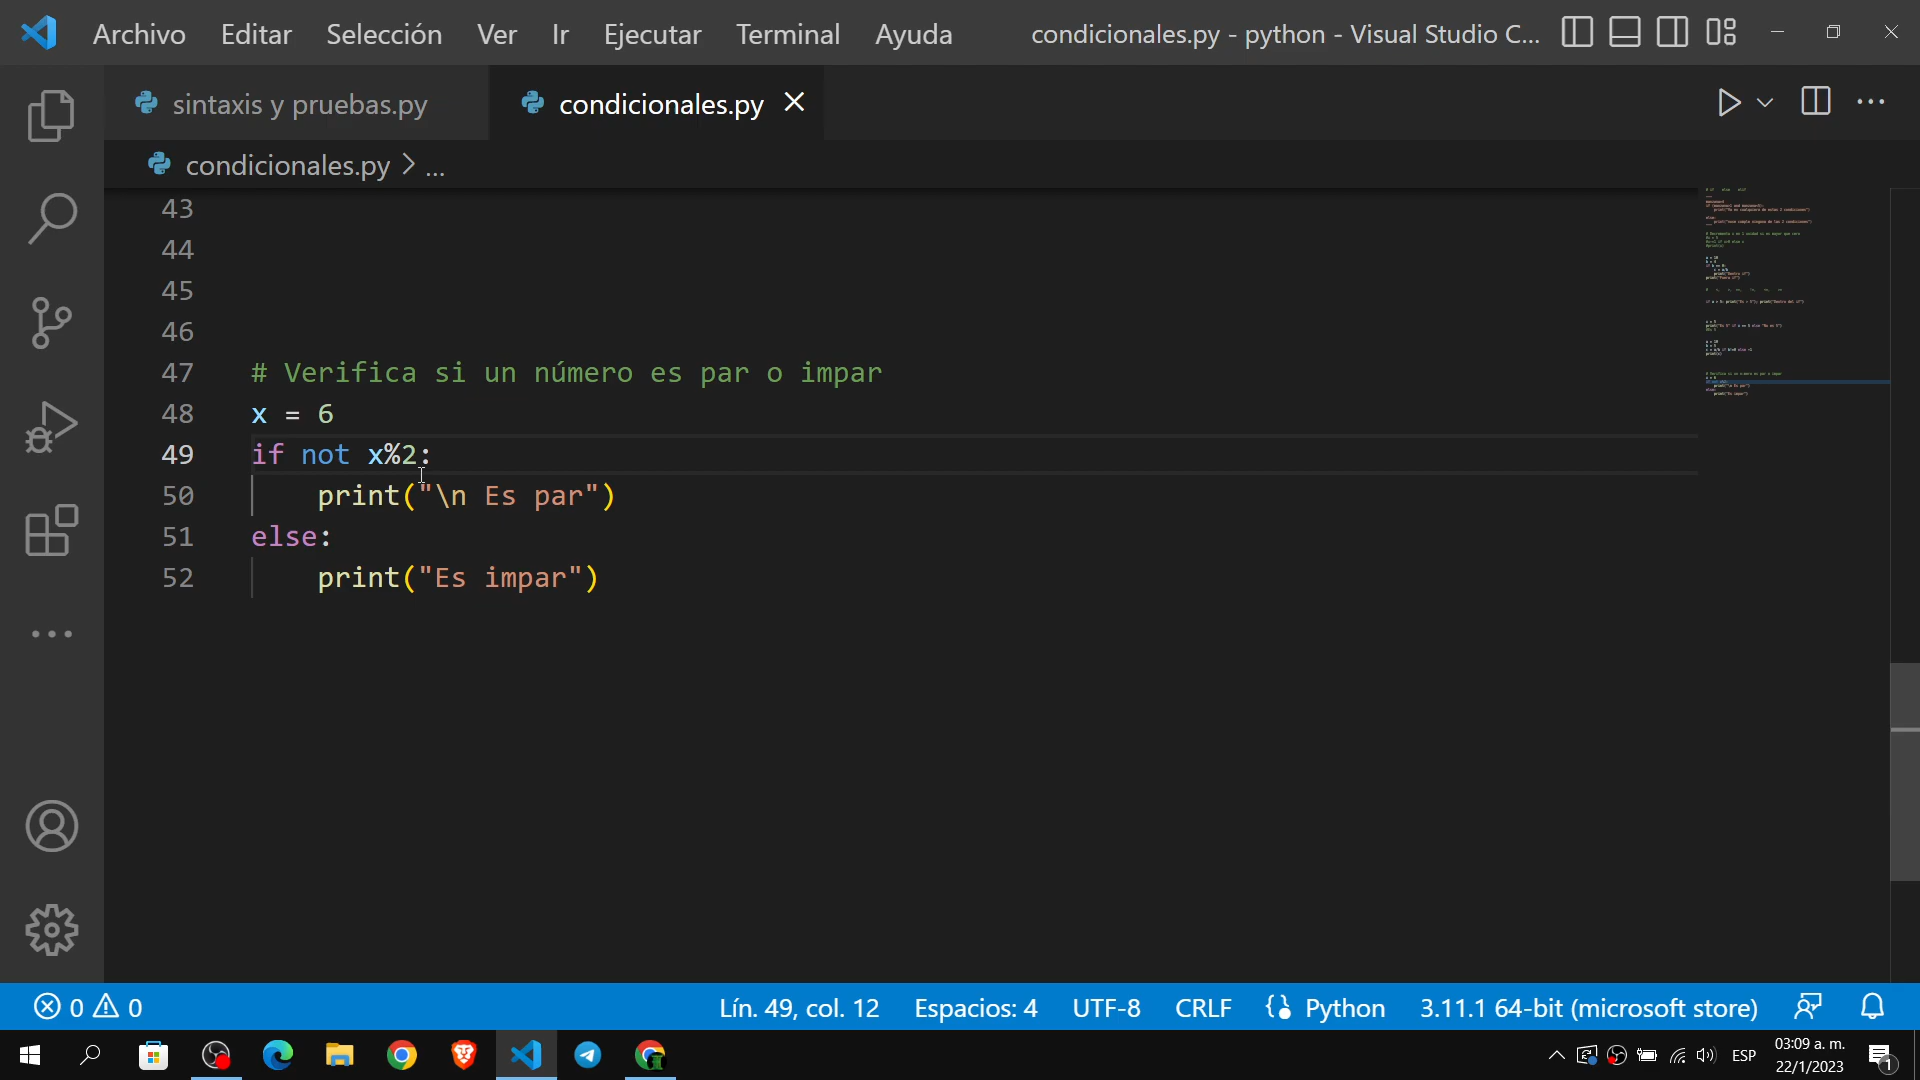 Archivo Editar Selección Ver Ir Ejecutar Terminal Ayuda condicionales.py - python - Visual Studio C...
sintaxis y pruebas.py condicionales.py
condicionales.py > ...
43
44
45
46
47 # Verifica si un número es par o impar
48 x = 6
49 if not x%2:
50 print("\n Es par")
51 else:
52 print("Es impar")
0 0 Lín. 49, col. 12 Espacios: 4 UTF-8 CRLF Python 3.11.1 64-bit (microsoft store)
ESP 03:09 a. m.
22/1/2023
1